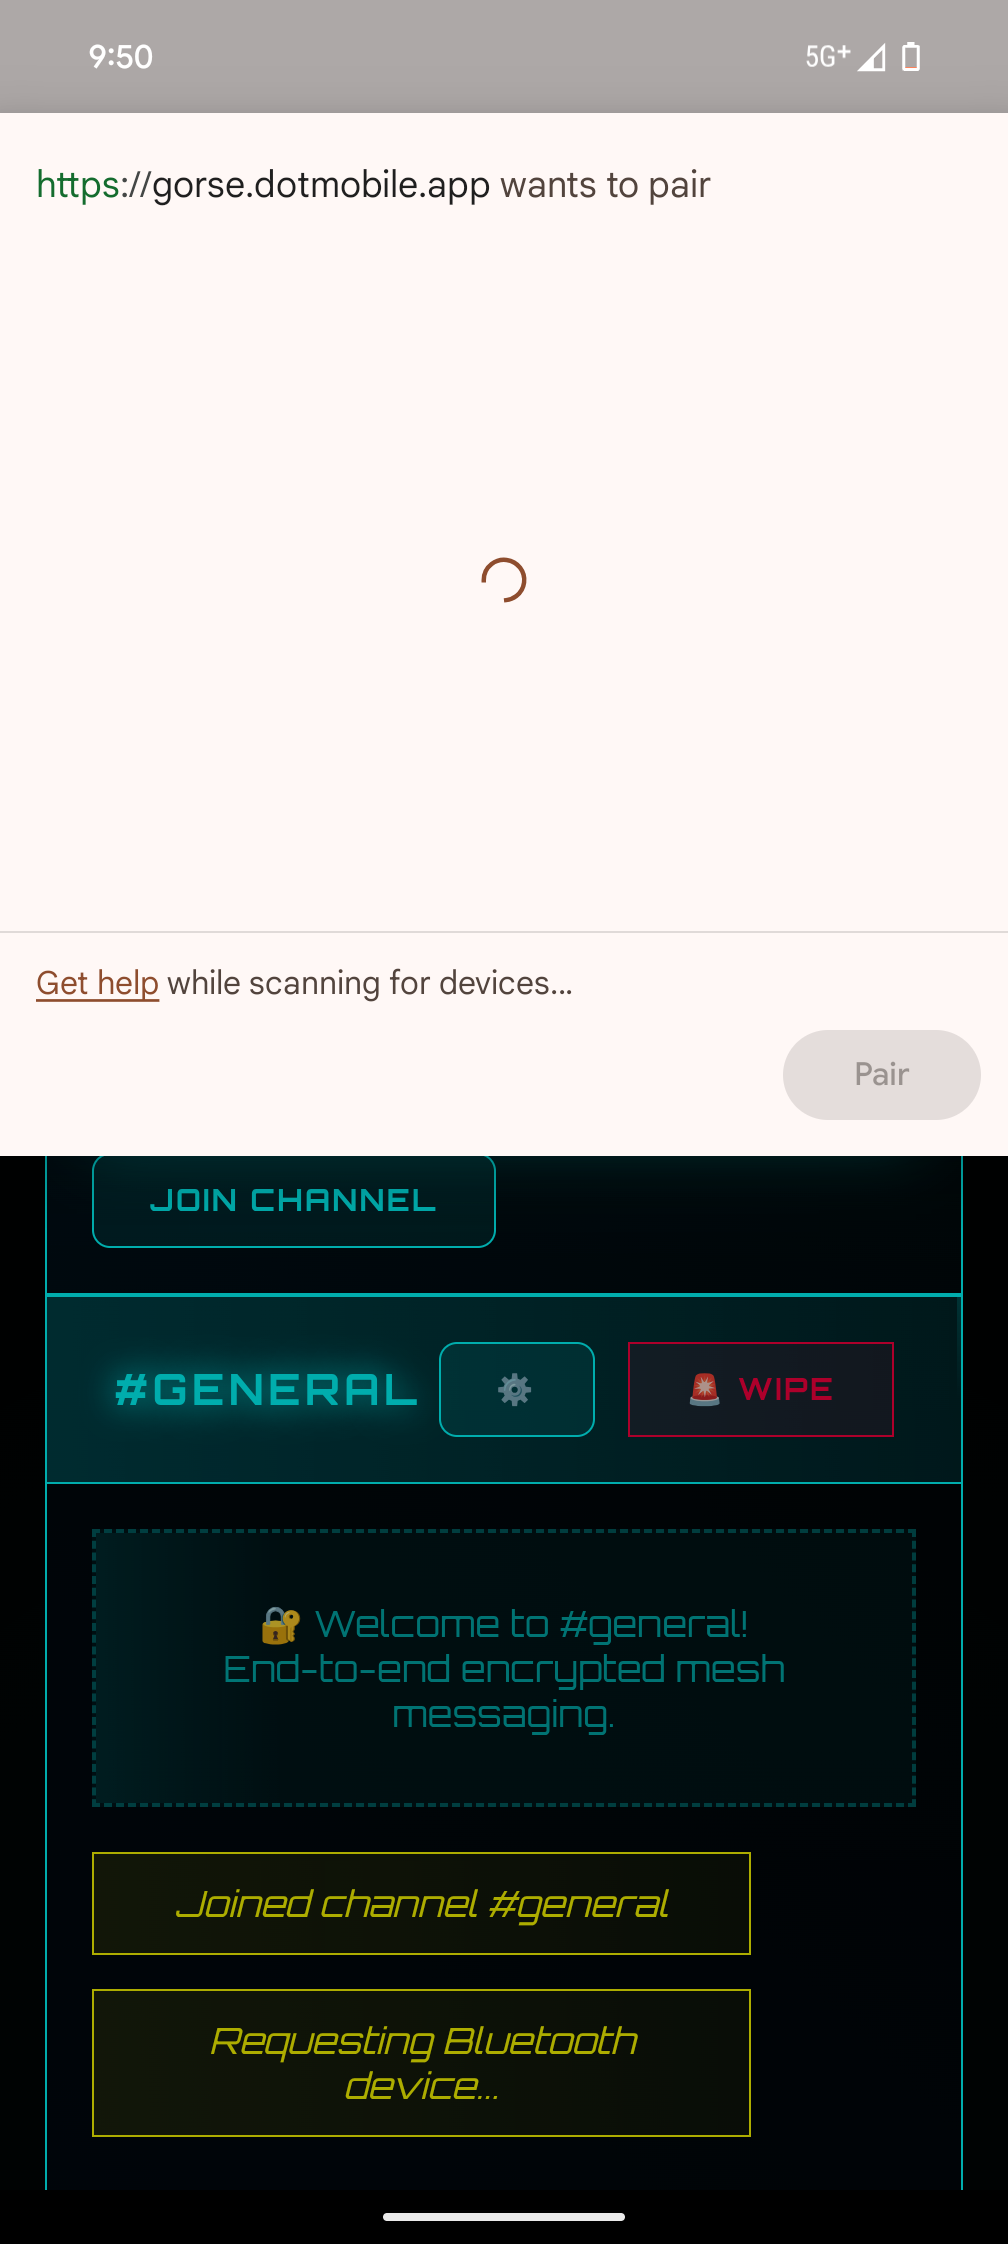 9:50
5G+
https://gorse.dotmobile.app wants to pair
Get help while scanning for devices...
Pair
JOIN CHANNEL
#GENERAL
WIPE
Welcome to #general!
End-to-end encrypted mesh
messaging.
Joined channel #general
Requesting Bluetooth
device...